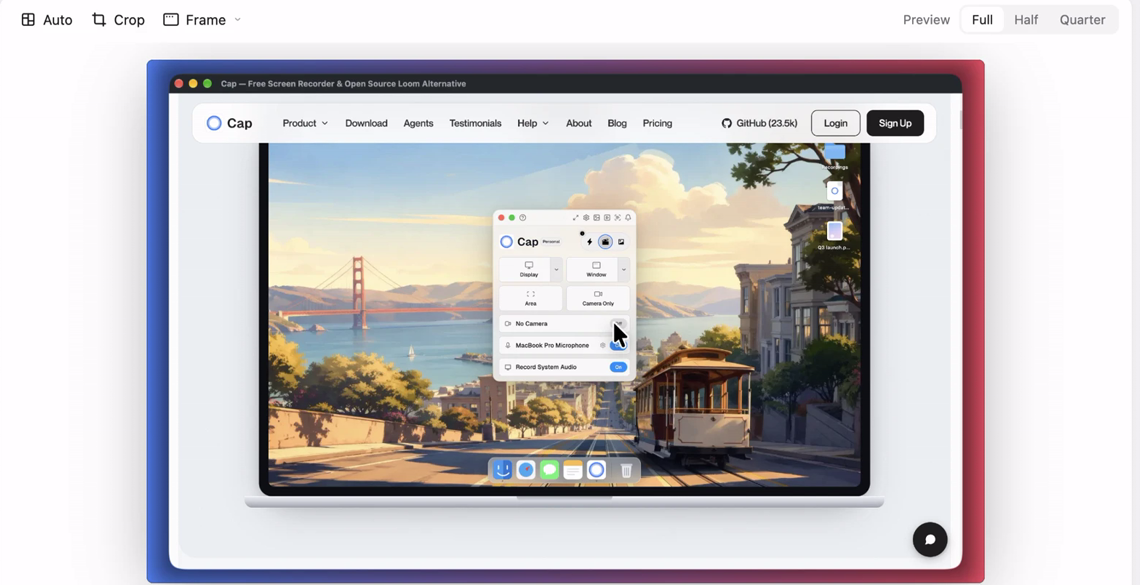 Auto Crop Frame Preview Full Half Quarter
Cap — Free Screen Recorder & Open Source Loom Alternative
Cap Product Download Agents Testimonials Help About Blog Pricing GitHub (23.5k) Login Sign Up
Cap Personal
Display Window
Area Camera Only
No Camera
MacBook Pro Microphone
Record System Audio On